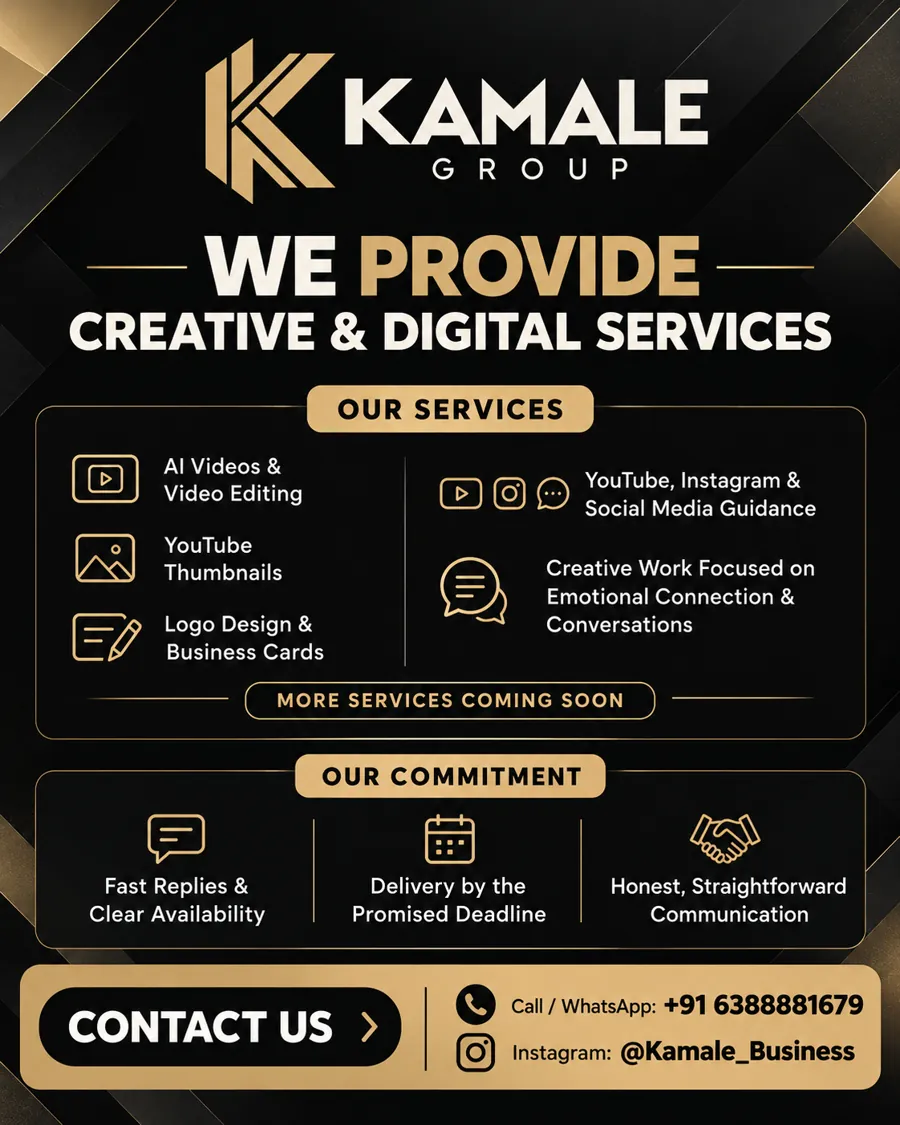 KAMALE
GROUP
WE PROVIDE
CREATIVE & DIGITAL SERVICES
OUR SERVICES
AI Videos &
Video Editing
YouTube
Thumbnails
Logo Design &
Business Cards
YouTube, Instagram &
Social Media Guidance
Creative Work Focused on
Emotional Connection &
Conversations
MORE SERVICES COMING SOON
OUR COMMITMENT
Fast Replies &
Clear Availability
Delivery by the
Promised Deadline
Honest, Straightforward
Communication
CONTACT US
Call / WhatsApp: +91 6388881679
Instagram: @Kamale_Business